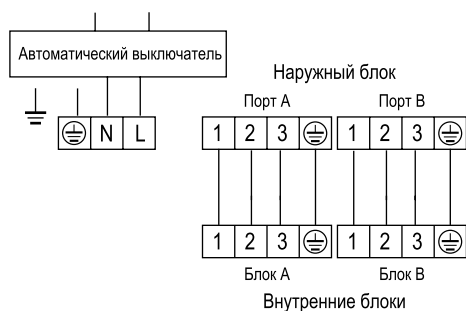 Автоматический выключатель
N L
Наружный блок
Порт А Порт В
1 2 3 1 2 3
1 2 3 1 2 3
Блок А Блок В
Внутренние блоки